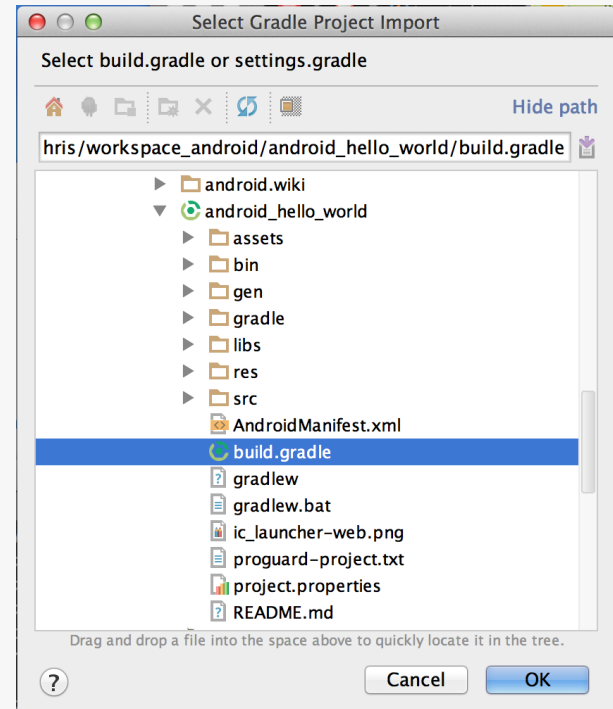 Select Gradle Project Import
Select build.gradle or settings.gradle
Hide path
hris/workspace_android/android_hello_world/build.gradle
android.wiki
android_hello_world
assets
bin
gen
gradle
libs
res
src
AndroidManifest.xml
build.gradle
gradlew
gradlew.bat
ic_launcher-web.png
proguard-project.txt
project.properties
README.md
Drag and drop a file into the space above to quickly locate it in the tree.
? Cancel OK